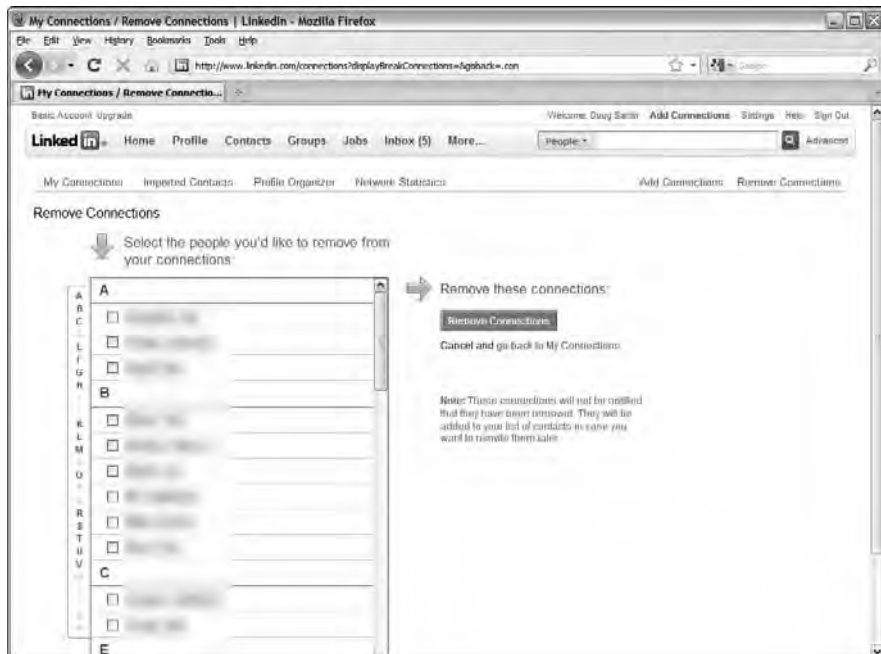 My Connections / Remove Connections | LinkedIn - Mozilla Firefox
File Edit View History Bookmarks Tools Help
http://www.linkedin.com/connections?displayBreakConnections=&goback=.con
My Connections / Remove Connectio...
Basic Account: Upgrade
Welcome, Doug Add Connections Settings Help Sign Out
Linked in Home Profile Contacts Groups Jobs Inbox (5) More... People Advanced
My Connections Imported Contacts Profile Organizer Network Statistics Add Connections Remove Connections
Remove Connections
Select the people you'd like to remove from
your connections
Remove these connections:
Remove Connections
Cancel and go back to My Connections
Note: These connections will not be notified
that they have been removed. They will be
added to your list of contacts in case you
want to reinvite them later
A
B
C
E
F
G
H
K
L
M
O
R
S
T
U
V
A
B
C
E